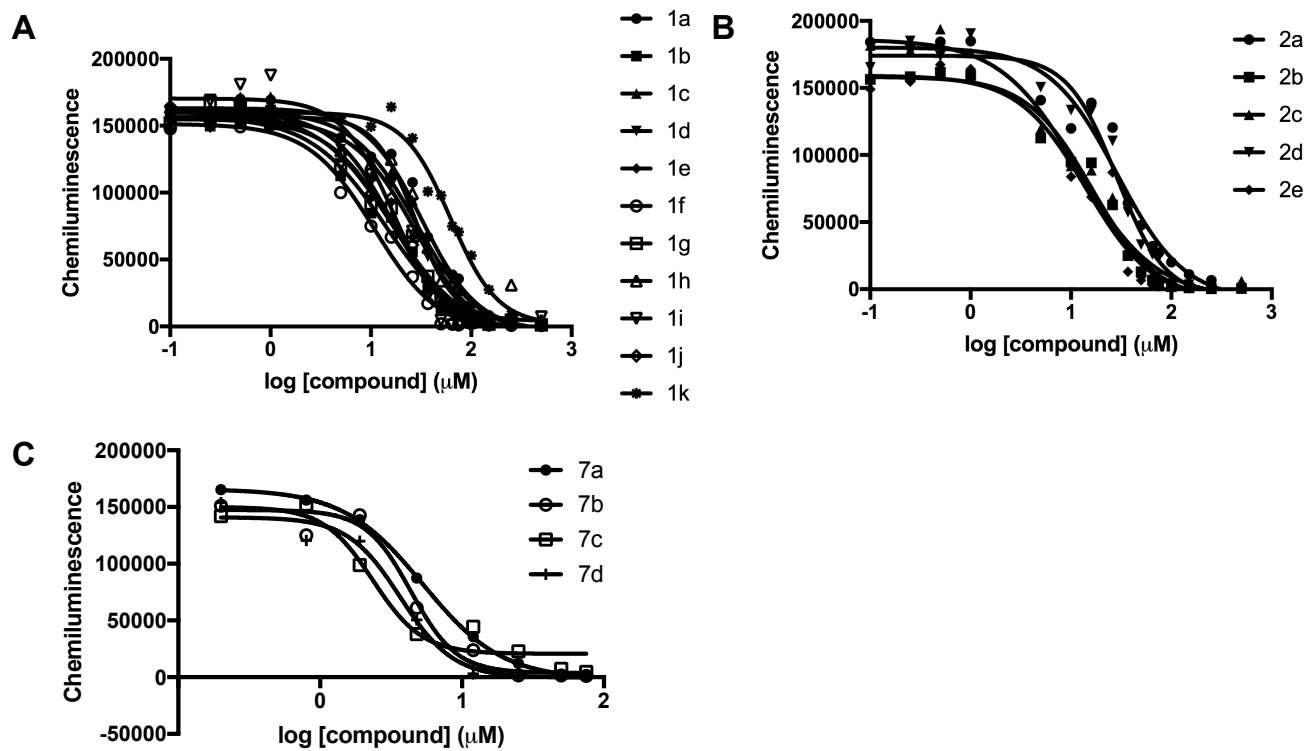 A
Chemiluminescence
200000
150000
100000
50000
0
-1 0 1 2 3
log [compound] (μM)
1a
1b
1c
1d
1e
1f
1g
1h
1i
1j
1k
B
Chemiluminescence
200000
150000
100000
50000
0
-1 0 1 2 3
log [compound] (μM)
2a
2b
2c
2d
2e
C
Chemiluminescence
200000
150000
100000
50000
0
-50000
0 1 2
log [compound] (μM)
7a
7b
7c
7d